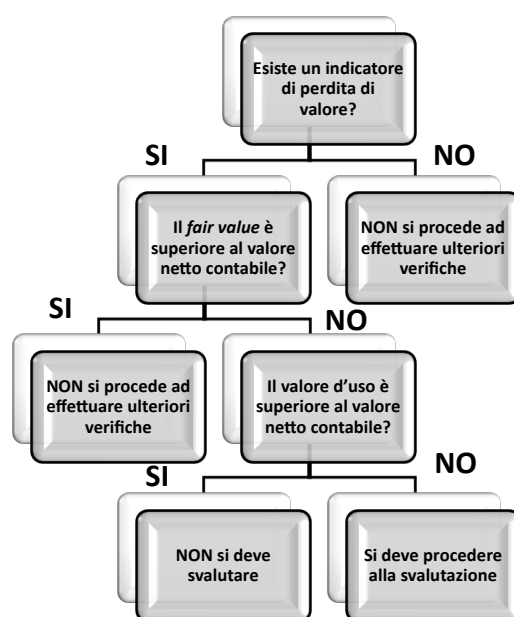 Esiste un indicatore
di perdita di
valore?
SI
NO
Il fair value è
superiore al valore
netto contabile?
NON si procede ad
effettuare ulteriori
verifiche
SI
NO
NON si procede ad
effettuare ulteriori
verifiche
Il valore d’uso è
superiore al valore
netto contabile?
SI
NO
NON si deve
svalutare
Si deve procedere
alla svalutazione